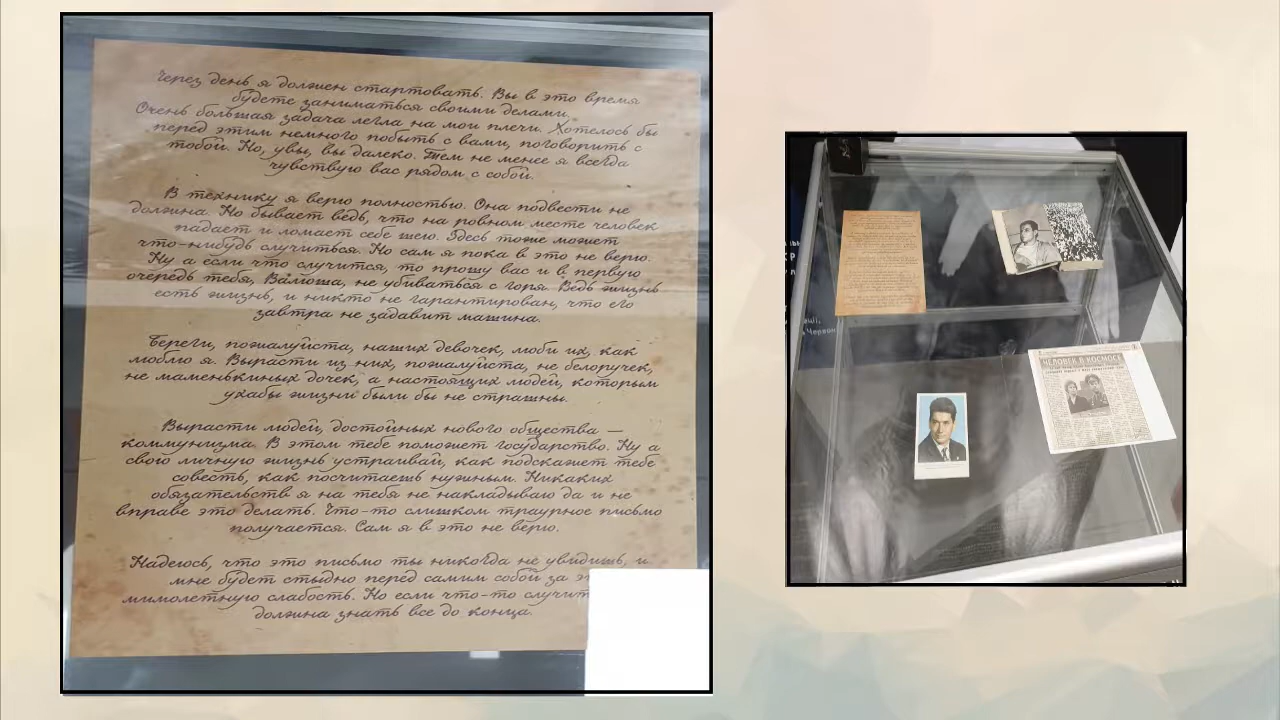 Через день я должен стартовать. Вы в это время
будете заниматься своими делами.
Очень большая задача легла на мои плечи. Хотелось бы
перед этим немного побыть с вами, поговорить с
тобой. Но, увы, вы далеко. Тем не менее я всегда
чувствую вас рядом с собой.
В технику я верю полностью. Она подвести не
должна. Но бывает ведь, что на ровном месте человек
падает и ломает себе шею. Здесь тоже может
что-нибудь случиться. Но сам я пока в это не верю.
Ну а если что случится, то прошу вас и в первую
очередь тебя, Валюша, не убиваться с горя. Ведь жизнь
есть жизнь, и никто не гарантирован, что его
завтра не задавит машина.
Береги, пожалуйста, наших девочек, люби их, как
люблю я. Вырасти из них, пожалуйста, не белоручек,
не маменькиных дочек, а настоящих людей, которым
ухабы жизни были бы не страшны.
Вырасти людей, достойных нового общества —
коммунизма. В этом тебе поможет государство. Ну а
свою личную жизнь устраивай, как подскажет тебе
совесть, как посчитаешь нужным. Никаких
обязательств я на тебя не накладываю да и не
вправе это делать. Что-то слишком траурное письмо
получается. Сам я в это не верю.
Надеюсь, что это письмо ты никогда не увидишь, и
мне будет стыдно перед самим собой за
мимолетную слабость. Но если что-то случит
должна знать все до конца.
ЧЕЛОВЕК В КОСМОСЕ